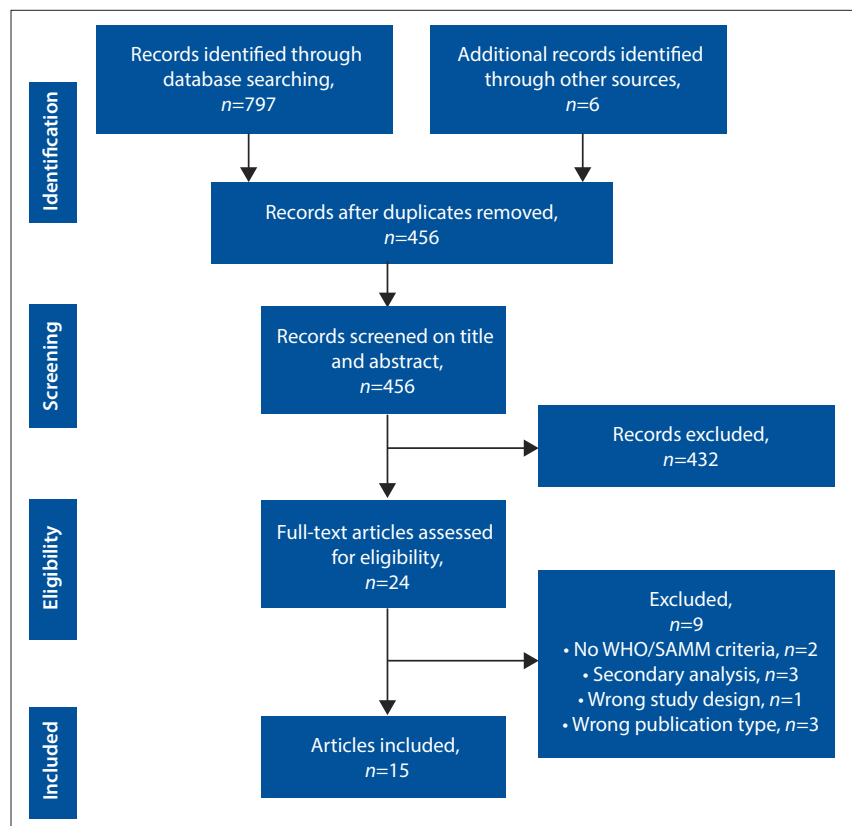 Identification
Records identified through
database searching,
n=797
Additional records identified
through other sources,
n=6
Records after duplicates removed,
n=456
Screening
Records screened on title
and abstract,
n=456
Records excluded,
n=432
Eligibility
Full-text articles assessed
for eligibility,
n=24
Excluded,
n=9
• No WHO/SAMM criteria, n=2
• Secondary analysis, n=3
• Wrong study design, n=1
• Wrong publication type, n=3
Included
Articles included,
n=15